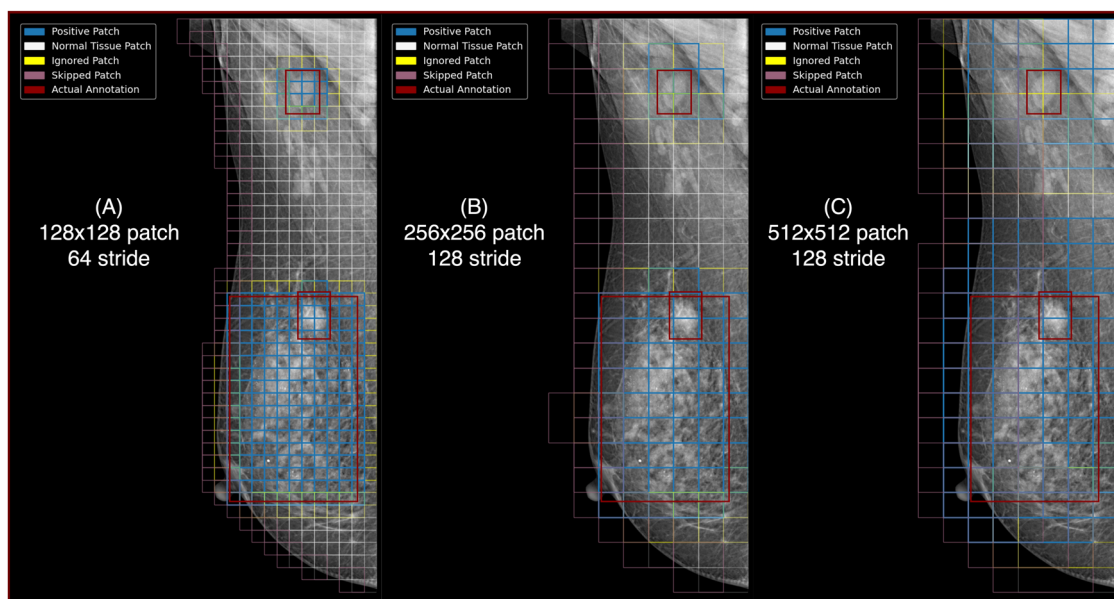 Positive Patch
Normal Tissue Patch
Ignored Patch
Skipped Patch
Actual Annotation
(A)
128x128 patch
64 stride
Positive Patch
Normal Tissue Patch
Ignored Patch
Skipped Patch
Actual Annotation
(B)
256x256 patch
128 stride
Positive Patch
Normal Tissue Patch
Ignored Patch
Skipped Patch
Actual Annotation
(C)
512x512 patch
128 stride